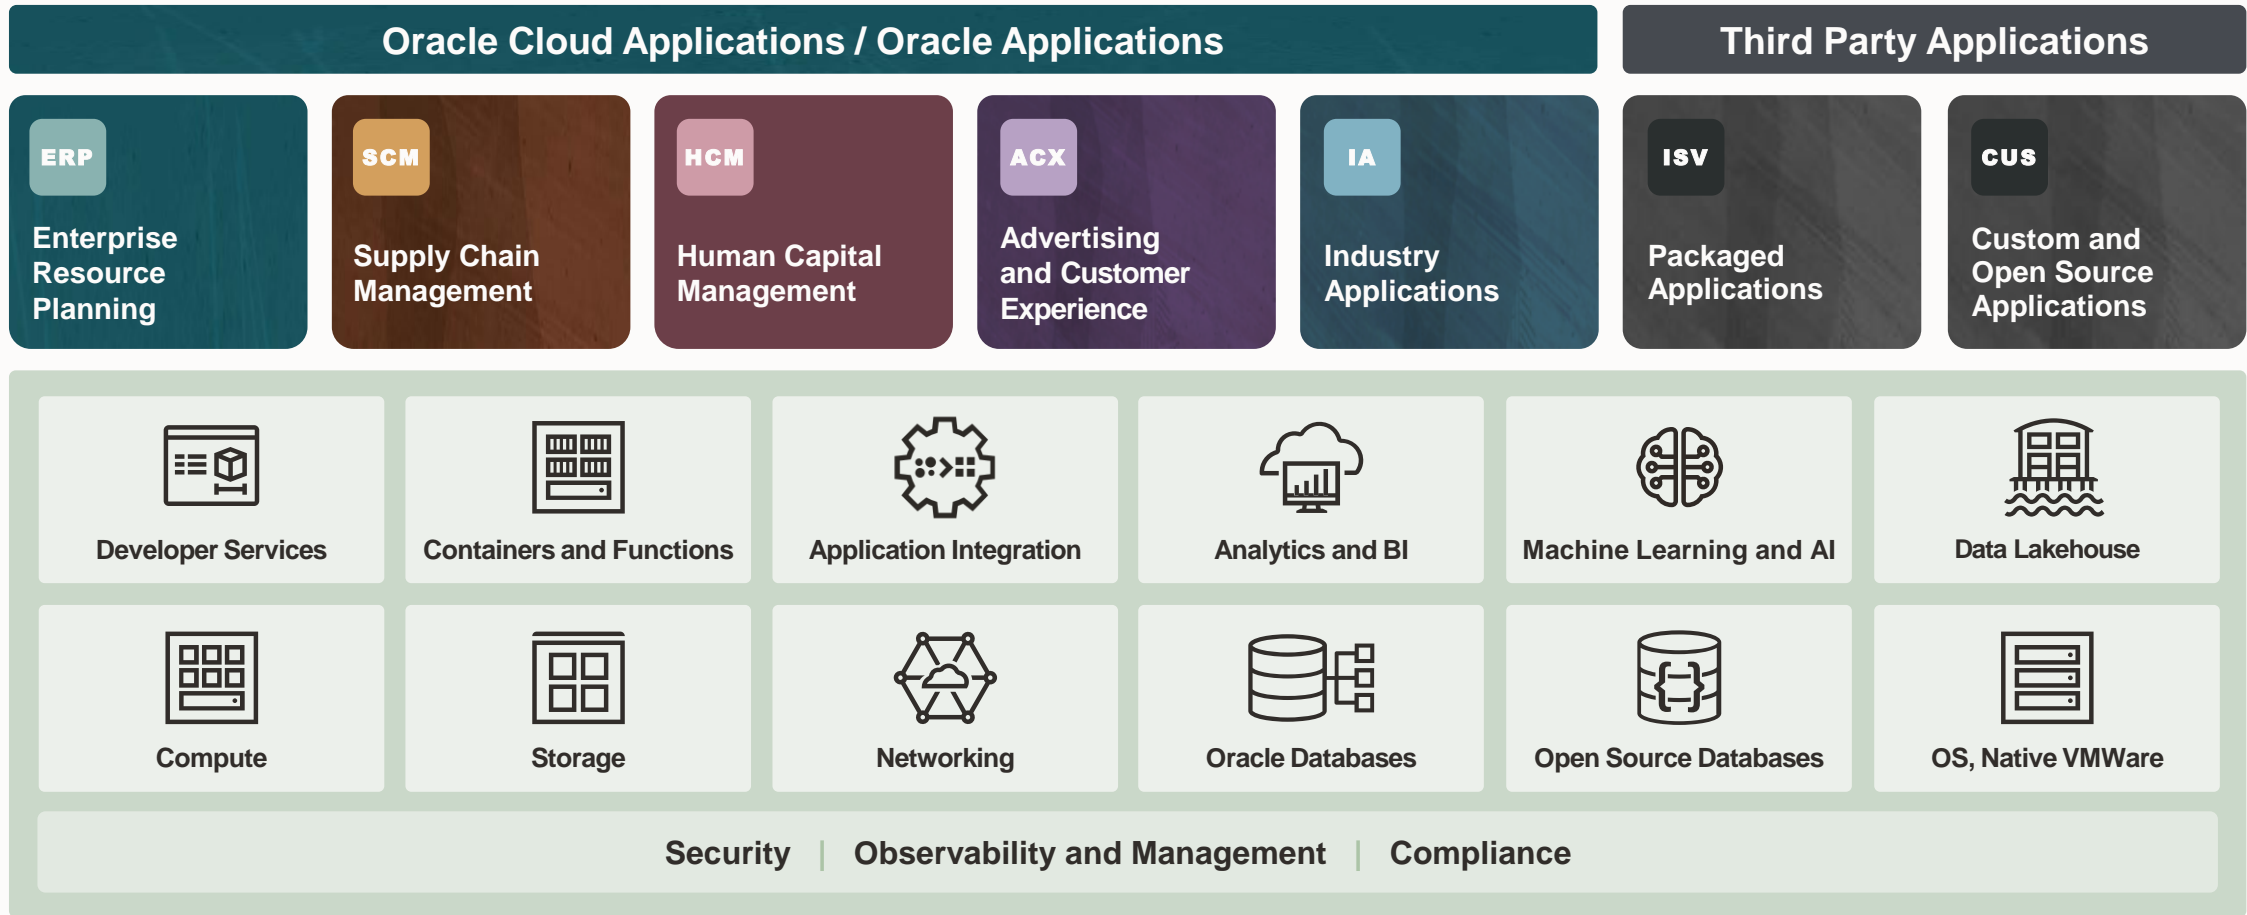 Oracle Cloud Applications / Oracle Applications
Third Party Applications
ERP
Enterprise
Resource
Planning
SCM
Supply Chain
Management
HCM
Human Capital
Management
ACX
Advertising
and Customer
Experience
IA
Industry
Applications
ISV
Packaged
Applications
CUS
Custom and
Open Source
Applications
Developer Services
Containers and Functions
Application Integration
Analytics and BI
Machine Learning and AI
Data Lakehouse
Compute
Storage
Networking
Oracle Databases
Open Source Databases
OS, Native VMWare
Security | Observability and Management | Compliance